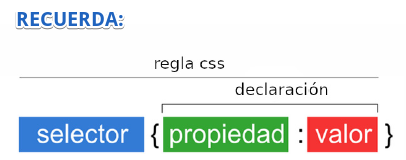 RECUERDA:
regla css
declaración
selector { propiedad : valor }